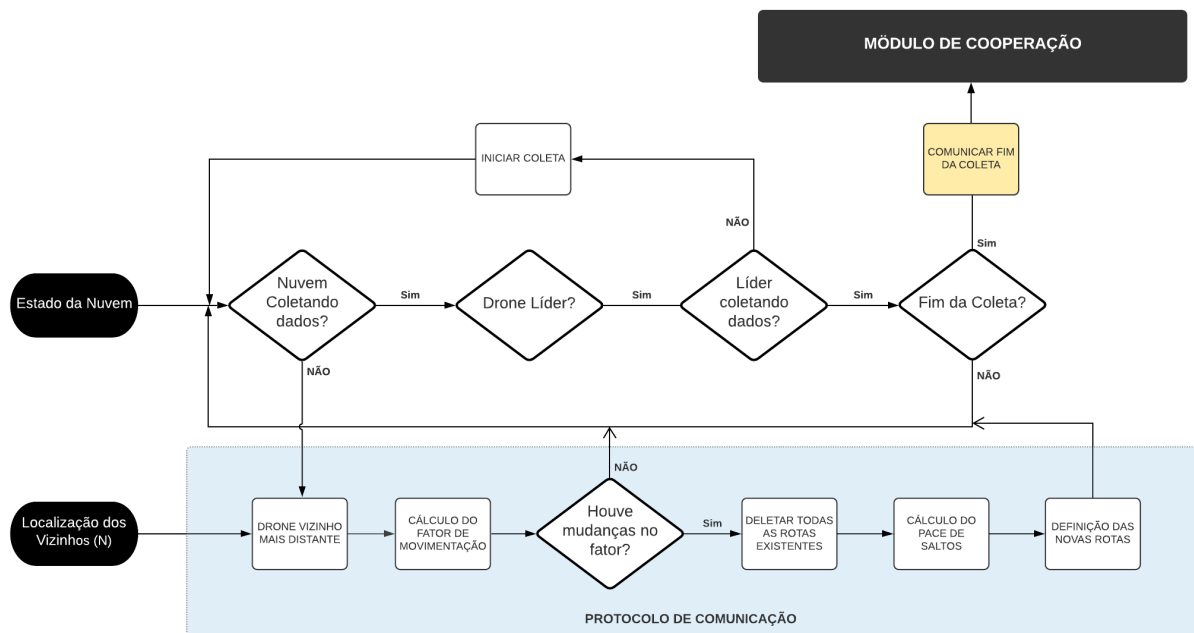 MÖDULO DE COOPERAÇÃO
INICIAR COLETA
COMUNICAR FIM
DA COLETA
NÃO
Sim
Estado da Nuvem
Nuvem
Coletando
dados?
Sim
Drone Líder?
Sim
Líder
coletando
dados?
Sim
Fim da Coleta?
NÃO
NÃO
NÃO
Localização dos
Vizinhos (N)
DRONE VIZINHO
MAIS DISTANTE
CÁLCULO DO
FATOR DE
MOVIMENTAÇÃO
Houve
mudanças no
fator?
Sim
DELETAR TODAS
AS ROTAS
EXISTENTES
CÁLCULO DO
PACE DE
SALTOS
DEFINIÇÃO DAS
NOVAS ROTAS
PROTOCOLO DE COMUNICAÇÃO